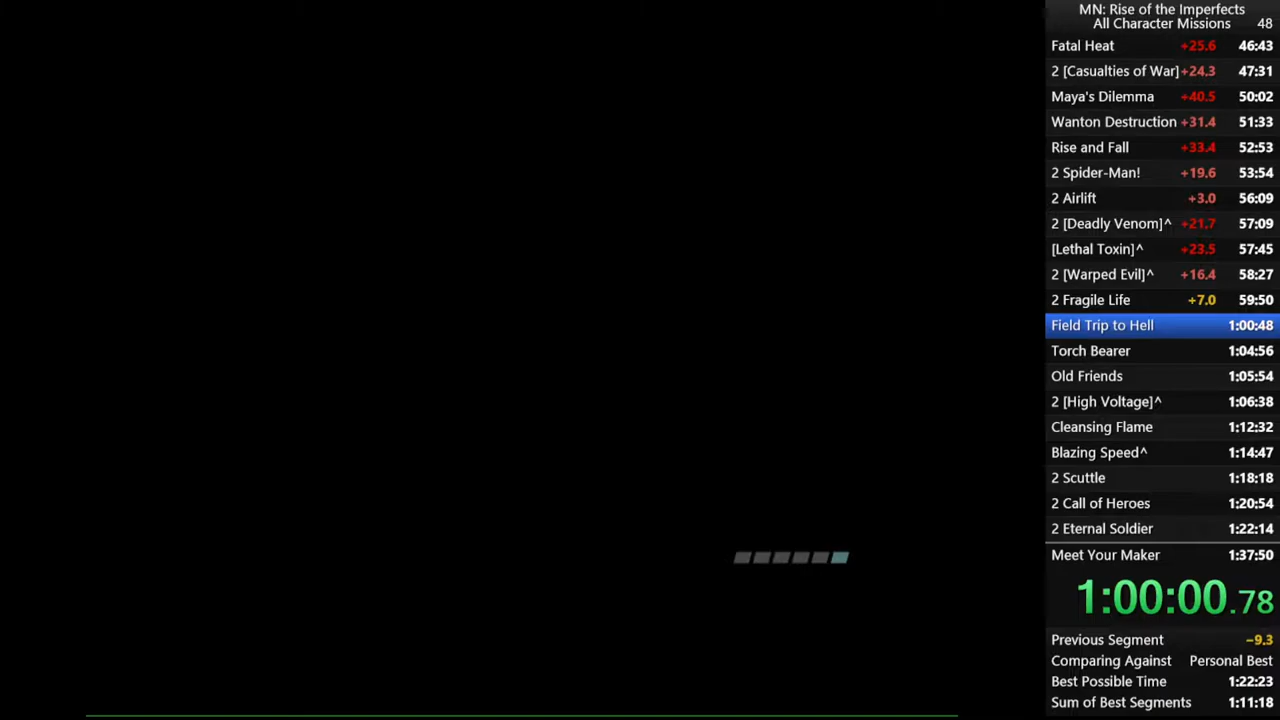 MN: Rise of the Imperfects
All Character Missions 48
Fatal Heat +25.6 46:43
2 [Casualties of War] +24.3 47:31
Maya's Dilemma +40.5 50:02
Wanton Destruction +31.4 51:33
Rise and Fall +33.4 52:53
2 Spider-Man! +19.6 53:54
2 Airlift +3.0 56:09
2 [Deadly Venom]^ +21.7 57:09
[Lethal Toxin]^ +23.5 57:45
2 [Warped Evil]^ +16.4 58:27
2 Fragile Life +7.0 59:50
Field Trip to Hell 1:00:48
Torch Bearer 1:04:56
Old Friends 1:05:54
2 [High Voltage]^ 1:06:38
Cleansing Flame 1:12:32
Blazing Speed^ 1:14:47
2 Scuttle 1:18:18
2 Call of Heroes 1:20:54
2 Eternal Soldier 1:22:14
Meet Your Maker 1:37:50
1:00:00.78
Previous Segment −9.3
Comparing Against Personal Best
Best Possible Time 1:22:23
Sum of Best Segments 1:11:18